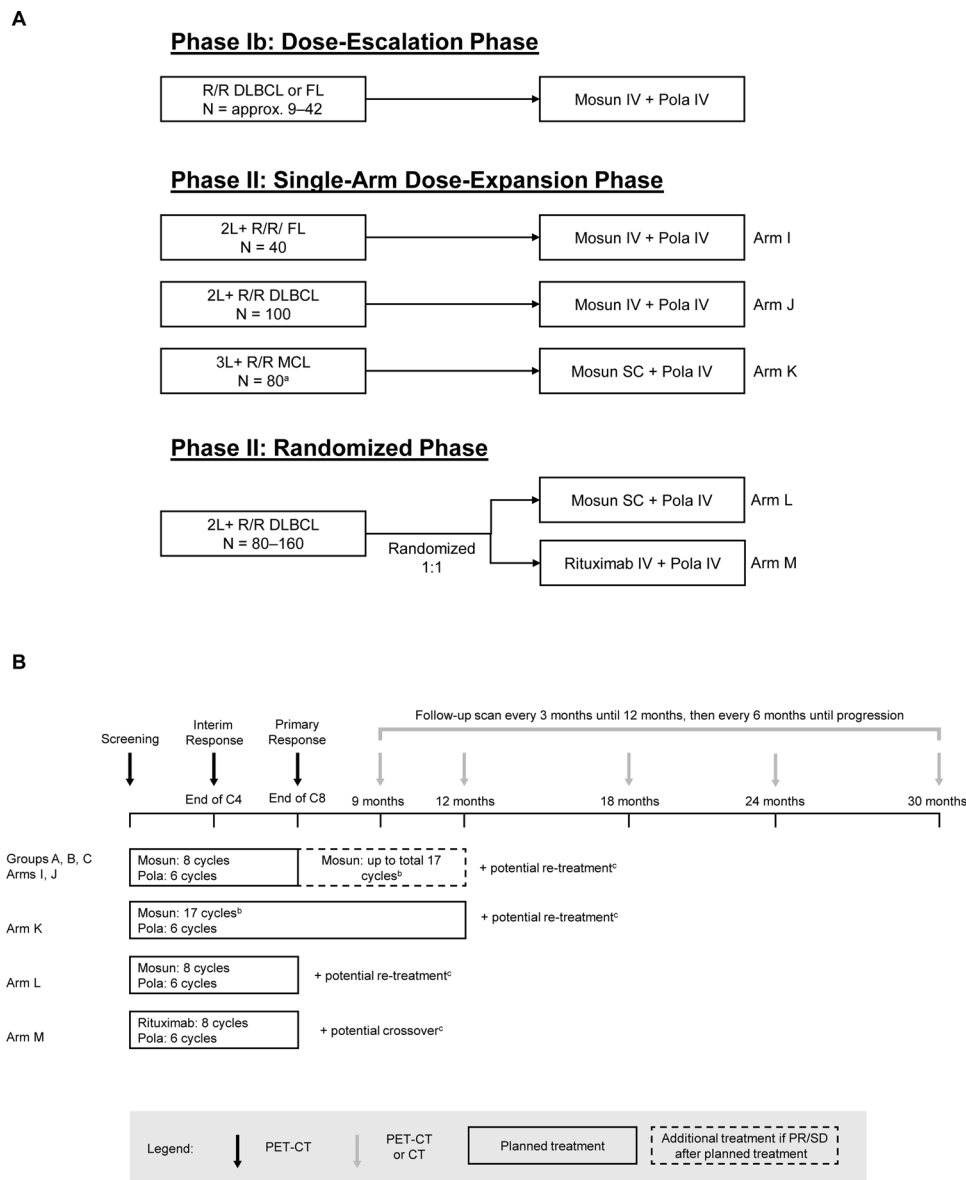 A
Phase Ib: Dose-Escalation Phase
R/R DLBCL or FL
N = approx. 9–42
Mosun IV + Pola IV
Phase II: Single-Arm Dose-Expansion Phase
2L+ R/R/ FL
N = 40
Mosun IV + Pola IV
Arm I
2L+ R/R DLBCL
N = 100
Mosun IV + Pola IV
Arm J
3L+ R/R MCL
N = 80ᵃ
Mosun SC + Pola IV
Arm K
Phase II: Randomized Phase
2L+ R/R DLBCL
N = 80–160
Randomized
1:1
Mosun SC + Pola IV
Arm L
Rituximab IV + Pola IV
Arm M
B
Follow-up scan every 3 months until 12 months, then every 6 months until progression
Screening
Interim
Response
Primary
Response
End of C4
End of C8
9 months
12 months
18 months
24 months
30 months
Groups A, B, C
Arms I, J
Mosun: 8 cycles
Pola: 6 cycles
Mosun: up to total 17
cyclesᵇ
+ potential re-treatmentᶜ
Arm K
Mosun: 17 cyclesᵇ
Pola: 6 cycles
+ potential re-treatmentᶜ
Arm L
Mosun: 8 cycles
Pola: 6 cycles
+ potential re-treatmentᶜ
Arm M
Rituximab: 8 cycles
Pola: 6 cycles
+ potential crossoverᶜ
Legend:
PET-CT
PET-CT
or CT
Planned treatment
Additional treatment if PR/SD
after planned treatment